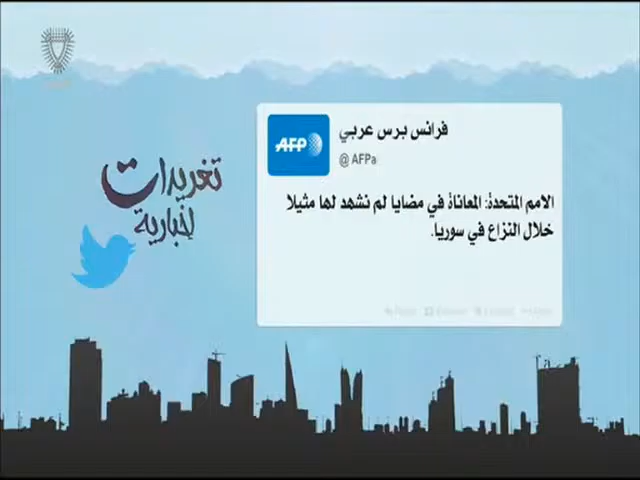 تغريدات
إخبارية
AFP
فرانس برس عربي
@AFPa
الامم المتحدة: المعاناة في مضايا لم نشهد لها مثيلا
خلال النزاع في سوريا.